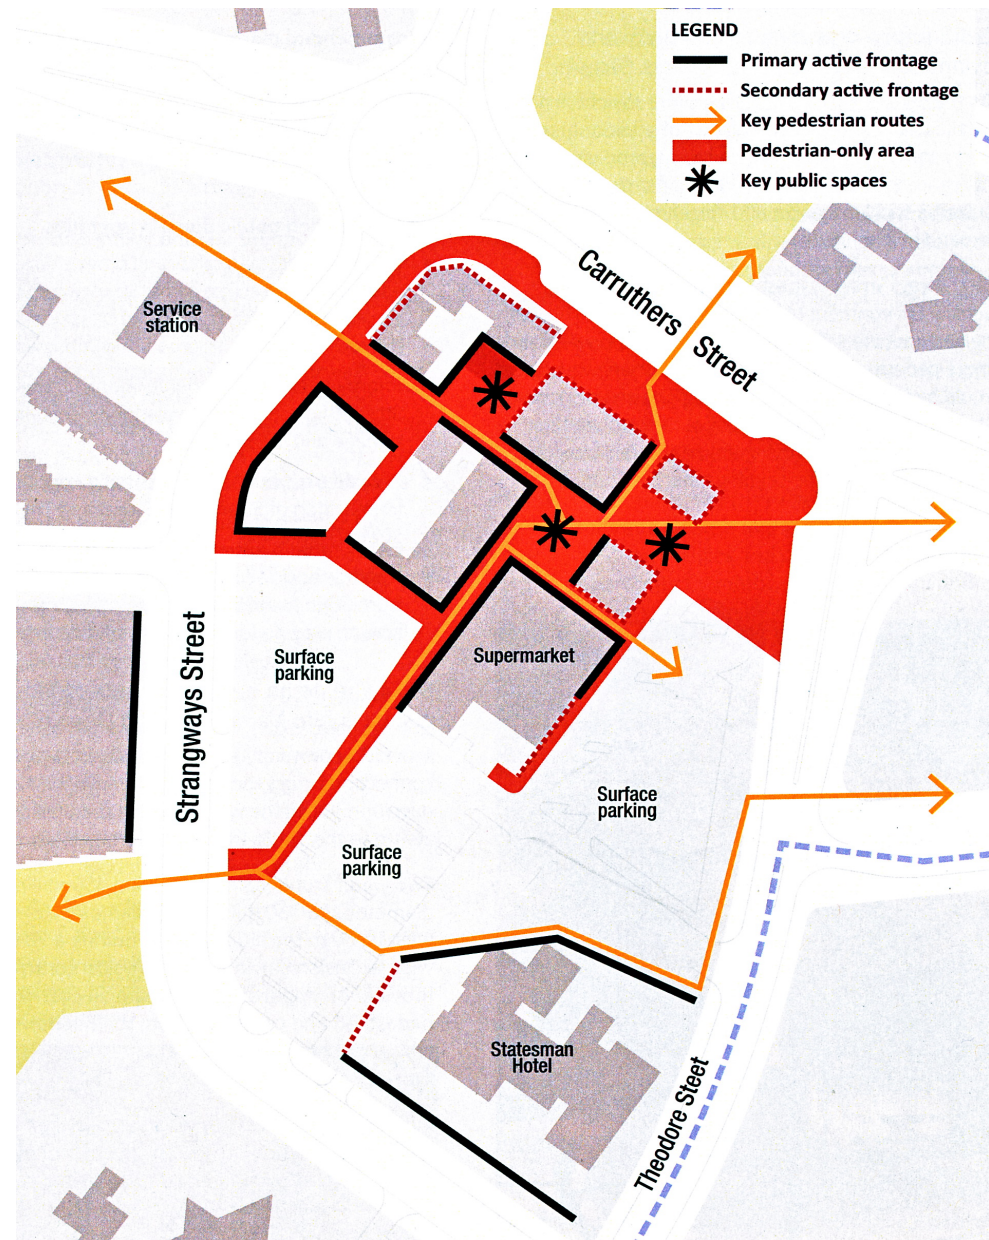 LEGEND
Primary active frontage
Secondary active frontage
Key pedestrian routes
Pedestrian-only area
Key public spaces
Carruthers Street
Service
station
Supermarket
Surface
parking
Strangways Street
Surface
parking
Surface
parking
Statesman
Hotel
Theodore Steet